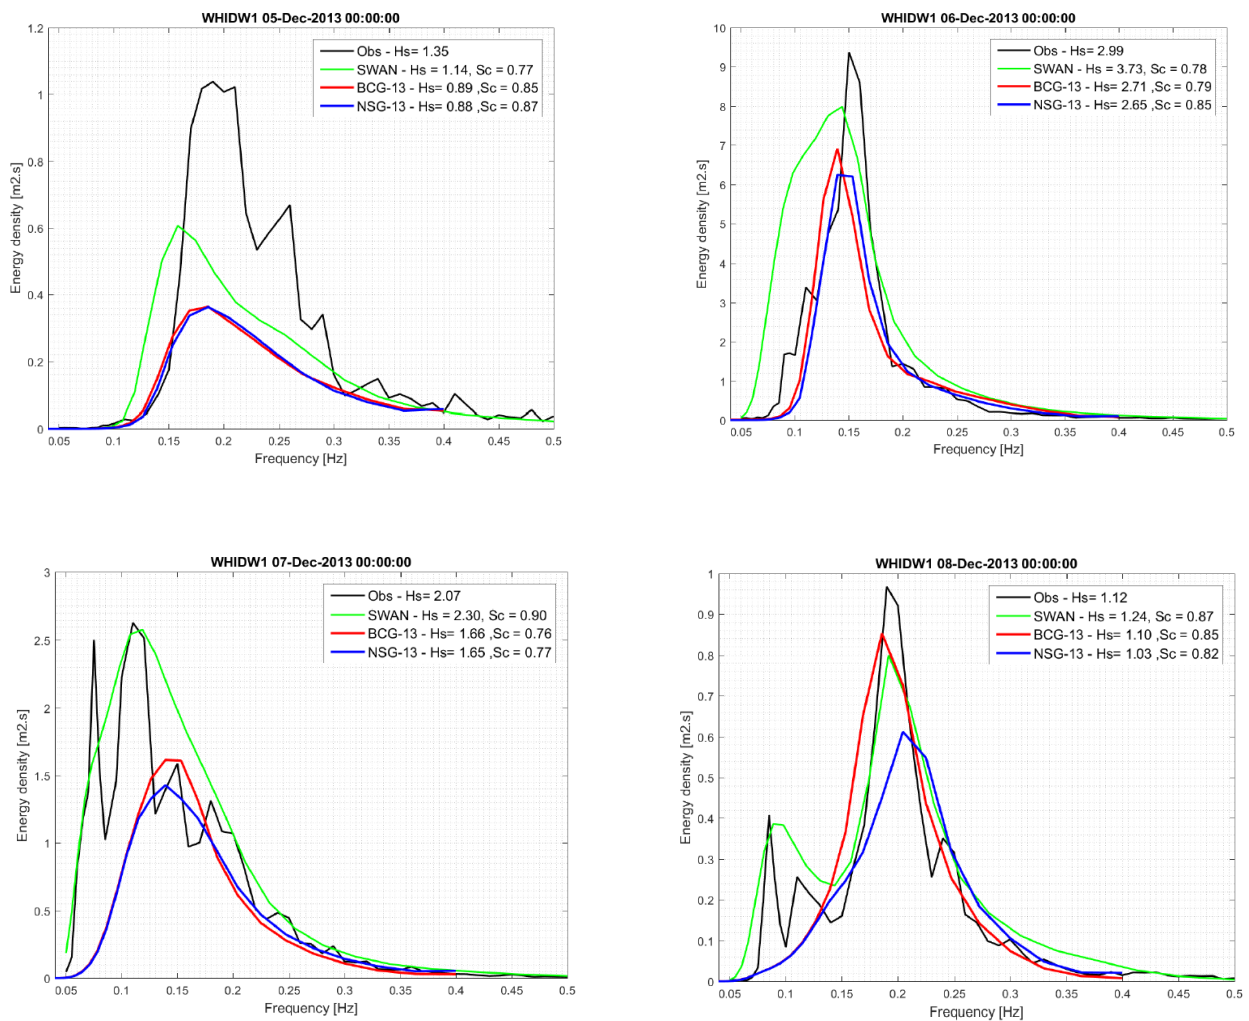 WHIDW1 05-Dec-2013 00:00:00
1.2
1
0.8
0.6
0.4
0.2
0
Energy density [m2.s]
Obs - Hs= 1.35
SWAN - Hs = 1.14, Sc = 0.77
BCG-13 - Hs= 0.89 ,Sc = 0.85
NSG-13 - Hs= 0.88 ,Sc = 0.87
0.05 0.1 0.15 0.2 0.25 0.3 0.35 0.4 0.45 0.5
Frequency [Hz]
WHIDW1 06-Dec-2013 00:00:00
10
9
8
7
6
5
4
3
2
1
0
Energy density [m2.s]
Obs - Hs= 2.99
SWAN - Hs = 3.73, Sc = 0.78
BCG-13 - Hs= 2.71 ,Sc = 0.79
NSG-13 - Hs= 2.65 ,Sc = 0.85
0.05 0.1 0.15 0.2 0.25 0.3 0.35 0.4 0.45 0.5
Frequency [Hz]
WHIDW1 07-Dec-2013 00:00:00
3
2.5
2
1.5
1
0.5
0
Energy density [m2.s]
Obs - Hs= 2.07
SWAN - Hs = 2.30, Sc = 0.90
BCG-13 - Hs= 1.66 ,Sc = 0.76
NSG-13 - Hs= 1.65 ,Sc = 0.77
0.05 0.1 0.15 0.2 0.25 0.3 0.35 0.4 0.45 0.5
Frequency [Hz]
WHIDW1 08-Dec-2013 00:00:00
1
0.9
0.8
0.7
0.6
0.5
0.4
0.3
0.2
0.1
0
Energy density [m2.s]
Obs - Hs= 1.12
SWAN - Hs = 1.24, Sc = 0.87
BCG-13 - Hs= 1.10 ,Sc = 0.85
NSG-13 - Hs= 1.03 ,Sc = 0.82
0.05 0.1 0.15 0.2 0.25 0.3 0.35 0.4 0.45 0.5
Frequency [Hz]